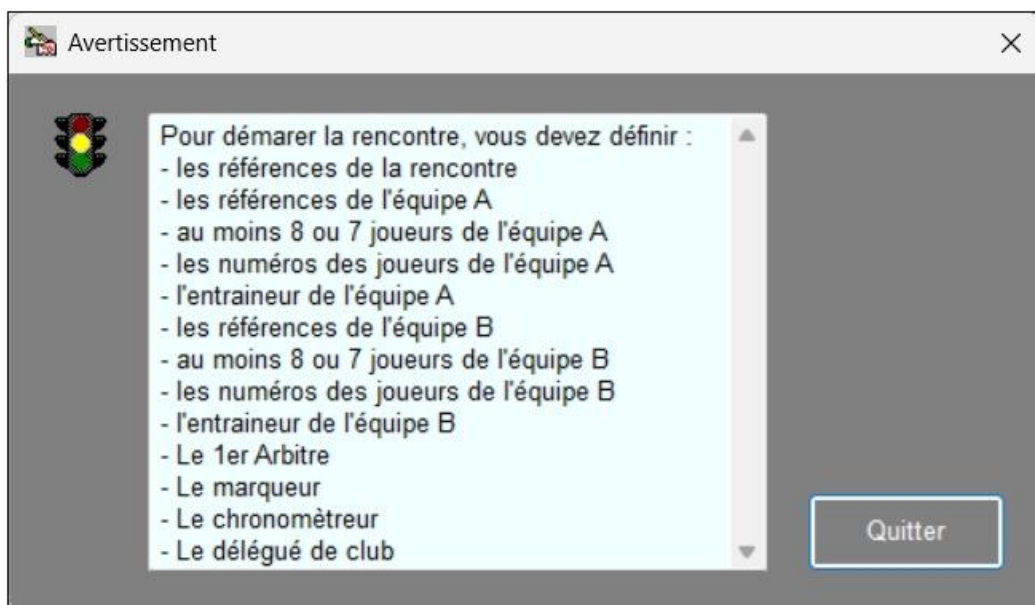 Avertissement
Pour démarer la rencontre, vous devez définir :
- les références de la rencontre
- les références de l'équipe A
- au moins 8 ou 7 joueurs de l'équipe A
- les numéros des joueurs de l'équipe A
- l'entraineur de l'équipe A
- les références de l'équipe B
- au moins 8 ou 7 joueurs de l'équipe B
- les numéros des joueurs de l'équipe B
- l'entraineur de l'équipe B
- Le 1er Arbitre
- Le marqueur
- Le chronomètreur
- Le délégué de club
Quitter